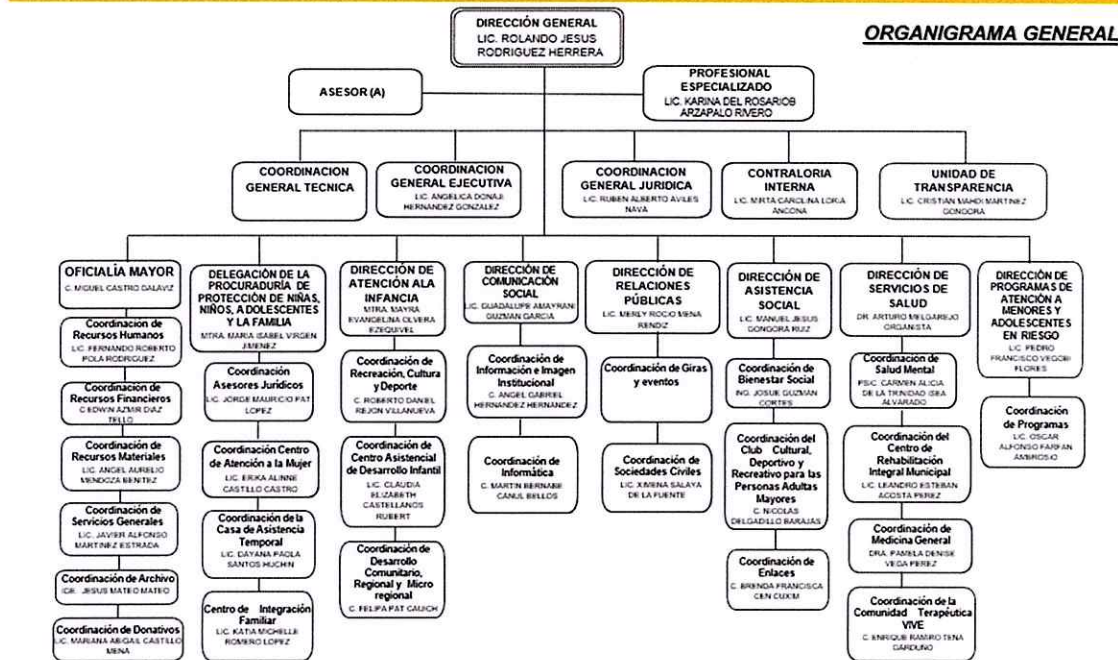 ORGANIGRAMA GENERAL
DIRECCIÓN GENERAL
LIC. ROLANDO JESUS
RODRIGUEZ HERRERA
ASESOR (A)
PROFESIONAL
ESPECIALIZADO
LIC. KARINA DEL ROSARIOB
ARZAPALO RIVERO
COORDINACION
GENERAL TECNICA
COORDINACION
GENERAL EJECUTIVA
LIC. ANGELICA DONAJI
HERNANDEZ GONZALEZ
COORDINACION
GENERAL JURIDICA
LIC. RUBEN ALBERTO AVILES
NAVA
CONTRALORIA
INTERNA
LIC. MIRTA CAROLINA LORIA
ANCONA
UNIDAD DE
TRANSPARENCIA
LIC. CRISTIAN MAHDI MARTINEZ
GONGORA
OFICIALÍA MAYOR
C. MIGUEL CASTRO GALAVIZ
Coordinación de
Recursos Humanos
LIC. FERNANDO ROBERTO
POLA RODRIGUEZ
Coordinación de
Recursos Financieros
C. EDWIN AZMIR DIAZ
TELLO
Coordinación de
Recursos Materiales
LIC. ANGEL AURELIO
MENDOZA BENITEZ
Coordinación de
Servicios Generales
LIC. JAVIER ALFONSO
MARTINEZ ESTRADA
Coordinación de Archivo
JESUS MATEO MATEO
Coordinación de Donativos
LIC. MARIANA ABIGAIL CASTILLO
MENA
DELEGACIÓN DE LA
PROCURADURÍA DE
PROTECCIÓN DE NIÑAS,
NIÑOS, ADOLESCENTES
Y LA FAMILIA
MTRA. MARIA ISABEL VIRGEN
JIMENEZ
Coordinación
Asesores Jurídicos
LIC. JORGE MAURICIO PAT
LOPEZ
Coordinación Centro
de Atención a la Mujer
LIC. ERIKA ALINNE
CASTILLO CASTRO
Coordinación de la
Casa de Asistencia
Temporal
LIC. DAYANA PAOLA
SANTOS HUCHIN
Centro de Integración
Familiar
LIC. KATIA MICHELLE
ROMERO LOPEZ
DIRECCIÓN DE
ATENCIÓN ALA
INFANCIA
MTRA. MAYRA
EVANGELINA OLVERA
EZEQUIVEL
Coordinación de
Recreación, Cultura
y Deporte
C. ROBERTO DANIEL
REJON VILLANUEVA
Coordinación de
Centro Asistencial
de Desarrollo Infantil
LIC. CLAUDIA
ELIZABETH
CASTELLANOS
RUBERT
Coordinación de
Desarrollo
Comunitario,
Regional y Micro
regional
C. FELIPA PAT CAUICH
DIRECCIÓN DE
COMUNICACIÓN
SOCIAL
LIC. GUADALUPE AMAYRANI
GUZMAN GARCIA
Coordinación de
Información e Imagen
Institucional
C. ANGEL GABRIEL
HERNANDEZ HERNANDEZ
Coordinación de
Informática
C. MARTIN BERNABE
CANUL BELLOS
DIRECCIÓN DE
RELACIONES
PÚBLICAS
LIC. MERLY ROCIO MENA
RENDIZ
Coordinación de Giras
y eventos
Coordinación de
Sociedades Civiles
LIC. XIMENA SALAYA
DE LA FUENTE
DIRECCIÓN DE
ASISTENCIA
SOCIAL
LIC. MANUEL JESUS
GONGORA RUIZ
Coordinación de
Bienestar Social
ING. JOSUE GUZMAN
CORTES
Coordinación del
Club Cultural,
Deportivo y
Recreativo para las
Personas Adultas
Mayores
C. NICOLAS
DELGADILLO BARAJAS
Coordinación de
Enlaces
C. BRENDA FRANCISCA
CEN CUXIM
DIRECCIÓN DE
SERVICIOS DE
SALUD
DR. ARTURO MELGAREJO
ORGANISTA
Coordinación de
Salud Mental
PSIC. CARMEN ALICIA
DE LA TRINIDAD ISEA
ALVARADO
Coordinación del
Centro de
Rehabilitación
Integral Municipal
LIC. LEANDRO ESTEBAN
ACOSTA PEREZ
Coordinación de
Medicina General
DRA. PAMELA DENISE
VEGA PEREZ
Coordinación de la
Comunidad Terapéutica
VIVE
C. ENRIQUE RAMIRO TENA
GARDUÑO
DIRECCIÓN DE
PROGRAMAS DE
ATENCIÓN A
MENORES Y
ADOLESCENTES
EN RIESGO
LIC. PEDRO
FRANCISCO VEGOBI
FLORES
Coordinación
de Programas
LIC. OSCAR
ALFONSO FARFAN
AMBROSIO